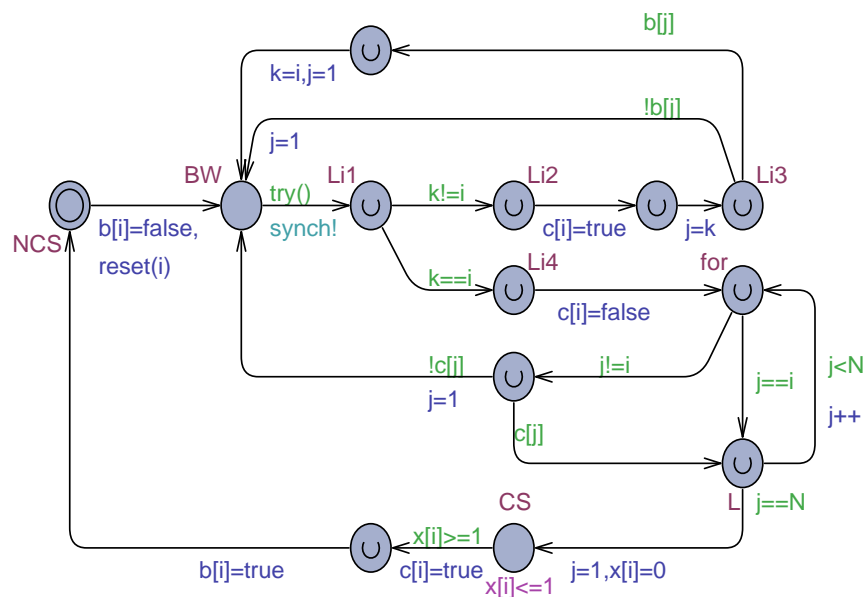 b[j]
k=i,j=1
!b[j]
j=1
BW
Li1
Li2
Li3
try()
k!=i
NCS
b[i]=false,
synch!
c[i]=true
j=k
reset(i)
Li4
for
k==i
c[i]=false
!c[j]
j!=i
j<N
j=1
j==i
j++
c[j]
CS
L
j==N
x[i]>=1
b[i]=true
c[i]=true
j=1,x[i]=0
x[i]<=1